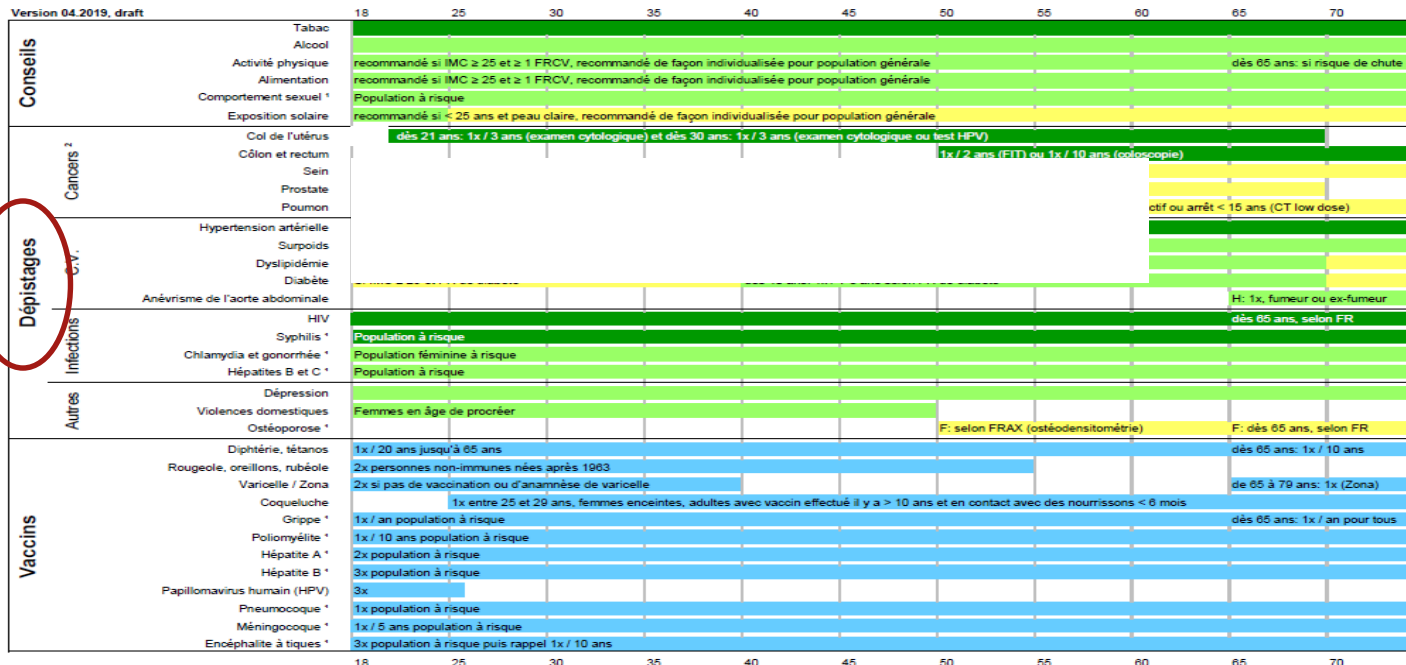 Version 04.2019, draft 18 25 30 35 40 45 50 55 60 65 70
Conseils
Tabac
Alcool
Activité physique recommandé si IMC ≥ 25 et ≥ 1 FRCV, recommandé de façon individualisée pour population générale dès 65 ans: si risque de chute
Alimentation recommandé si IMC ≥ 25 et ≥ 1 FRCV, recommandé de façon individualisée pour population générale
Comportement sexuel ¹ Population à risque
Exposition solaire recommandé si < 25 ans et peau claire, recommandé de façon individualisée pour population générale
Dépistages
Cancers ²
Col de l'utérus dès 21 ans: 1x / 3 ans (examen cytologique) et dès 30 ans: 1x / 3 ans (examen cytologique ou test HPV)
Côlon et rectum 1x / 2 ans (FIT) ou 1x / 10 ans (coloscopie)
Sein
Prostate
Poumon ctif ou arrêt < 15 ans (CT low dose)
C.V.
Hypertension artérielle
Surpoids
Dyslipidémie
Diabète
Anévrisme de l'aorte abdominale H: 1x, fumeur ou ex-fumeur
Infections
HIV dès 65 ans, selon FR
Syphilis ¹ Population à risque
Chlamydia et gonorrhée ¹ Population féminine à risque
Hépatites B et C ¹ Population à risque
Autres
Dépression
Violences domestiques Femmes en âge de procréer
Ostéoporose ¹ F: selon FRAX (ostéodensitométrie) F: dès 65 ans, selon FR
Vaccins
Diphtérie, tétanos 1x / 20 ans jusqu'à 65 ans dès 65 ans: 1x / 10 ans
Rougeole, oreillons, rubéole 2x personnes non-immunes nées après 1963
Varicelle / Zona 2x si pas de vaccination ou d'anamnèse de varicelle de 65 à 79 ans: 1x (Zona)
Coqueluche 1x entre 25 et 29 ans, femmes enceintes, adultes avec vaccin effectué il y a > 10 ans et en contact avec des nourrissons < 6 mois
Grippe ¹ 1x / an population à risque dès 65 ans: 1x / an pour tous
Poliomyélite ¹ 1x / 10 ans population à risque
Hépatite A ¹ 2x population à risque
Hépatite B ¹ 3x population à risque
Papillomavirus humain (HPV) 3x
Pneumocoque ¹ 1x population à risque
Méningocoque ¹ 1x / 5 ans population à risque
Encéphalite à tiques ¹ 3x population à risque puis rappel 1x / 10 ans
18 25 30 35 40 45 50 55 60 65 70